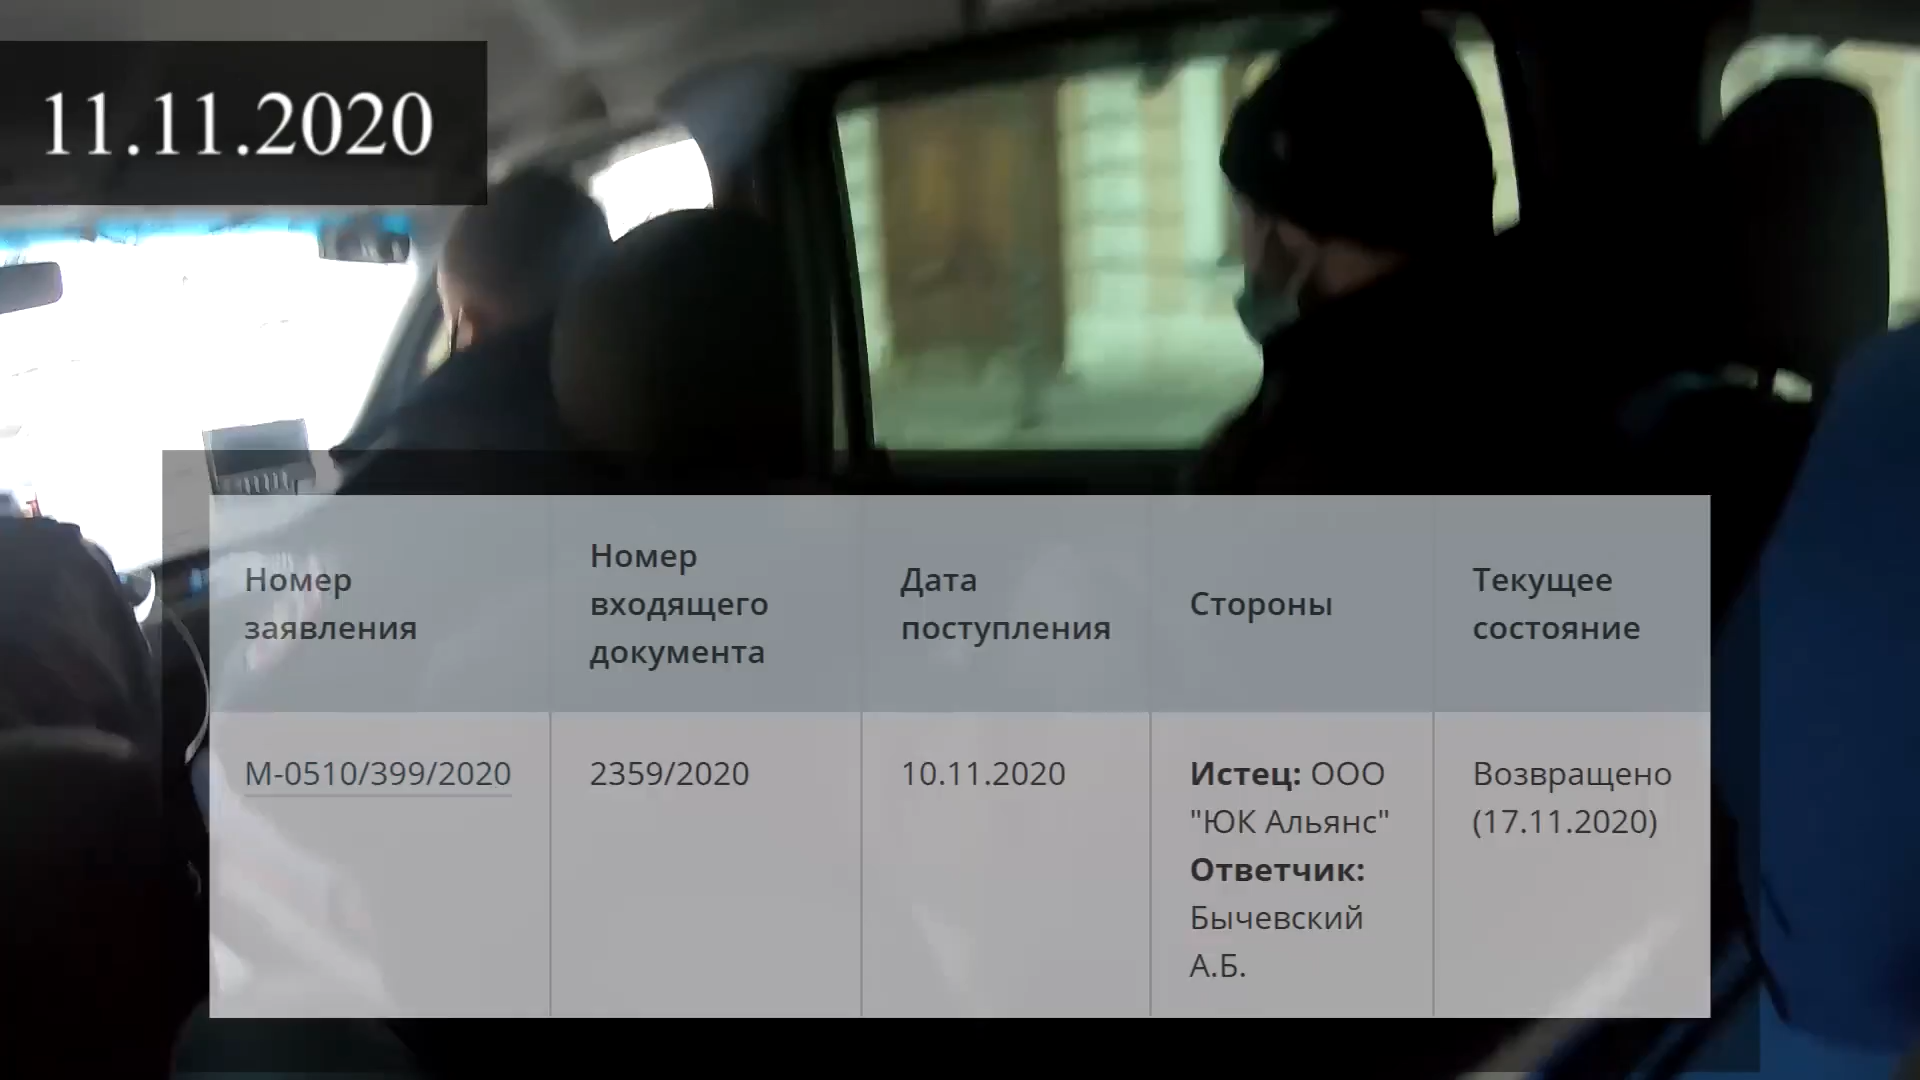 11.11.2020
Номер
заявления
Номер
входящего
документа
Дата
поступления
Стороны
Текущее
состояние
М-0510/399/2020
2359/2020
10.11.2020
Истец: ООО
"ЮК Альянс"
Ответчик:
Бычевский
А.Б.
Возвращено
(17.11.2020)